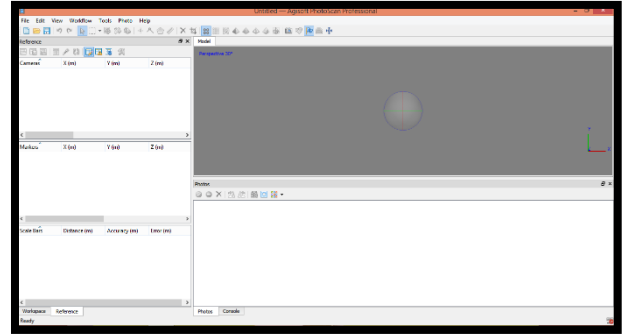 Untitled — Agisoft PhotoScan Professional
File Edit View Workflow Tools Photo Help
Reference
Model
Perspective 30°
Cameras X (m) Y (m) Z (m)
Markers X (m) Y (m) Z (m)
Photos
Scale Bars Distance (m) Accuracy (m) Error (m)
Workspace Reference
Photos Console
Ready